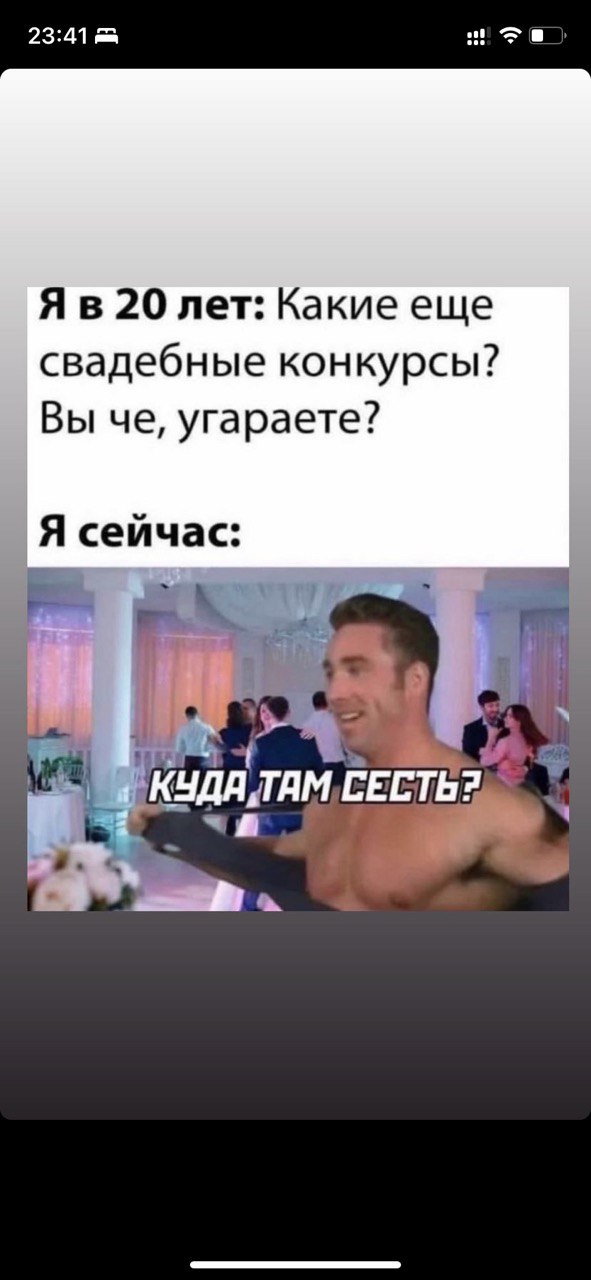 23:41
Я в 20 лет: Какие еще
свадебные конкурсы?
Вы че, угараете?
Я сейчас:
КУДА ТАМ СЕСТЬ?